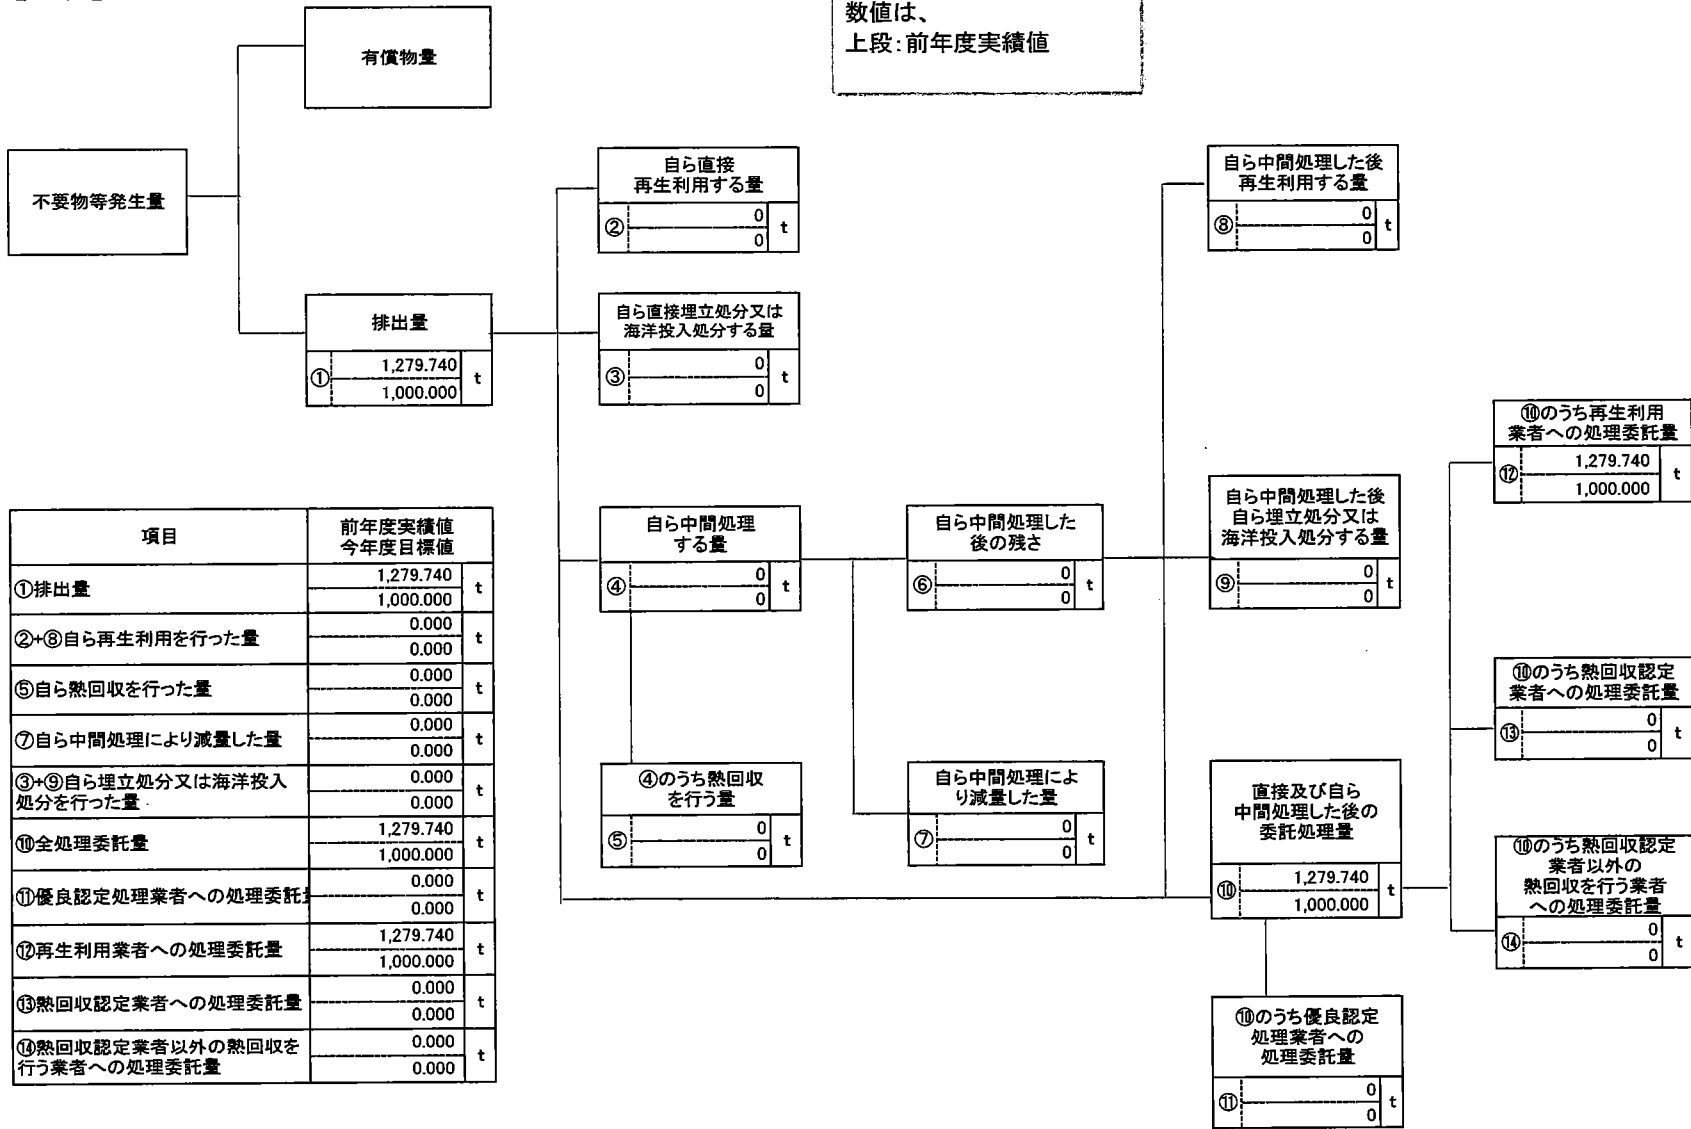 数値は、
上段：前年度実績値
有償物量
不要物等発生量
排出量
①
1,279.740
1,000.000
t
自ら直接
再生利用する量
②
0
0
t
自ら直接埋立処分又は
海洋投入処分する量
③
0
0
t
自ら中間処理
する量
④
0
0
t
④のうち熱回収
を行う量
⑤
0
0
t
自ら中間処理した
後の残さ
⑥
0
0
t
自ら中間処理によ
り減量した量
⑦
0
0
t
自ら中間処理した後
再生利用する量
⑧
0
0
t
自ら中間処理した後
自ら埋立処分又は
海洋投入処分する量
⑨
0
0
t
直接及び自ら
中間処理した後の
委託処理量
⑩
1,279.740
1,000.000
t
⑩のうち優良認定
処理業者への
処理委託量
⑪
0
0
t
⑩のうち再生利用
業者への処理委託量
⑫
1,279.740
1,000.000
t
⑩のうち熱回収認定
業者への処理委託量
⑬
0
0
t
⑩のうち熱回収認定
業者以外の
熱回収を行う業者
への処理委託量
⑭
0
0
t
項目
前年度実績値
今年度目標値
①排出量
1,279.740
1,000.000
t
②+⑧自ら再生利用を行った量
0.000
0.000
t
⑤自ら熱回収を行った量
0.000
0.000
t
⑦自ら中間処理により減量した量
0.000
0.000
t
③+⑨自ら埋立処分又は海洋投入
処分を行った量
0.000
0.000
t
⑩全処理委託量
1,279.740
1,000.000
t
⑪優良認定処理業者への処理委託
0.000
0.000
t
⑫再生利用業者への処理委託量
1,279.740
1,000.000
t
⑬熱回収認定業者への処理委託量
0.000
0.000
t
⑭熱回収認定業者以外の熱回収を
行う業者への処理委託量
0.000
0.000
t